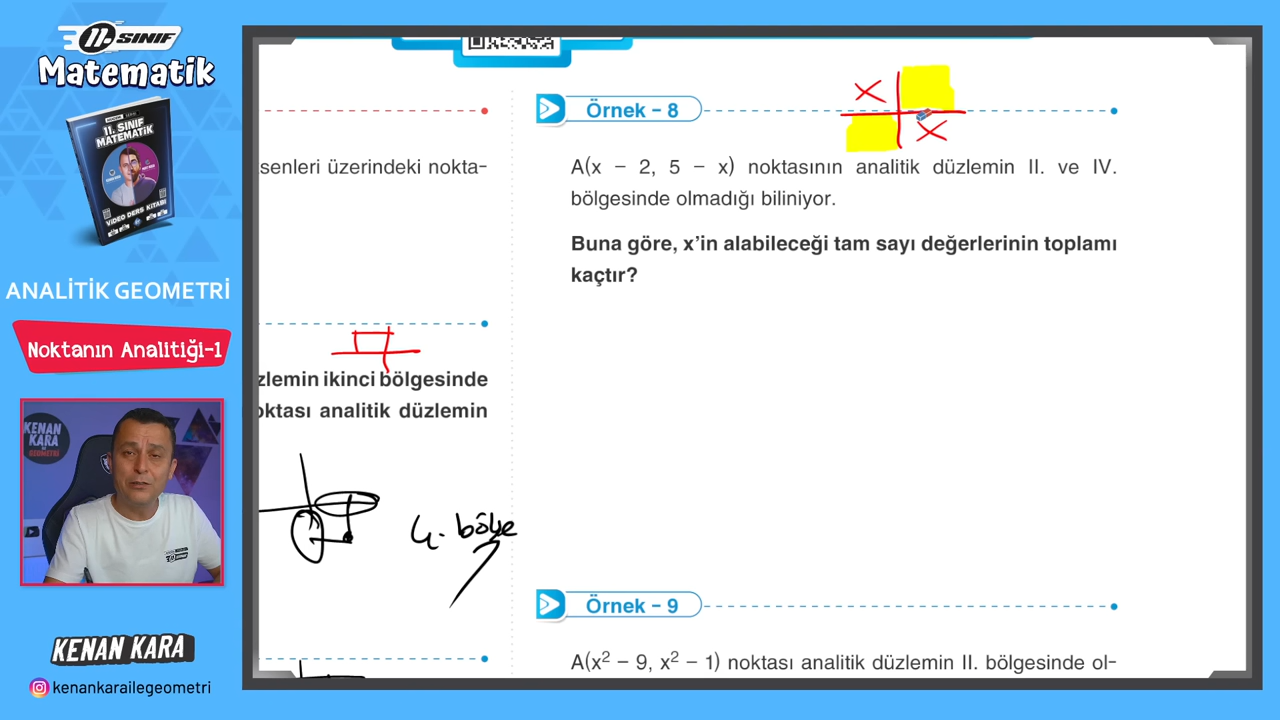 11. SINIF
Matematik
11. SINIF
MATEMATİK
VİDEO DERS KİTABI
ANALİTİK GEOMETRİ
Noktanın Analitiği-1
KENAN
KARA
GEOMETRİ
KENAN KARA
kenankarailegeometri
senleri üzerindeki nokta-
zlemin ikinci bölgesinde
oktası analitik düzlemin
4. bölge
Örnek - 8
x
x
A(x – 2, 5 – x) noktasının analitik düzlemin II. ve IV.
bölgesinde olmadığı biliniyor.
Buna göre, x’in alabileceği tam sayı değerlerinin toplamı
kaçtır?
Örnek - 9
A(x² – 9, x² – 1) noktası analitik düzlemin II. bölgesinde ol-